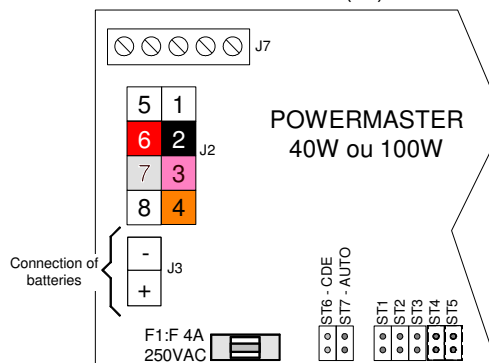 J7
5 1
6 2
J2
7 3
8 4
POWERMASTER
40W ou 100W
Connection of
batteries
-
J3
+
ST6 - CDE
ST7 - AUTO
ST1
ST2
ST3
ST4
ST5
F1:F 4A
250VAC